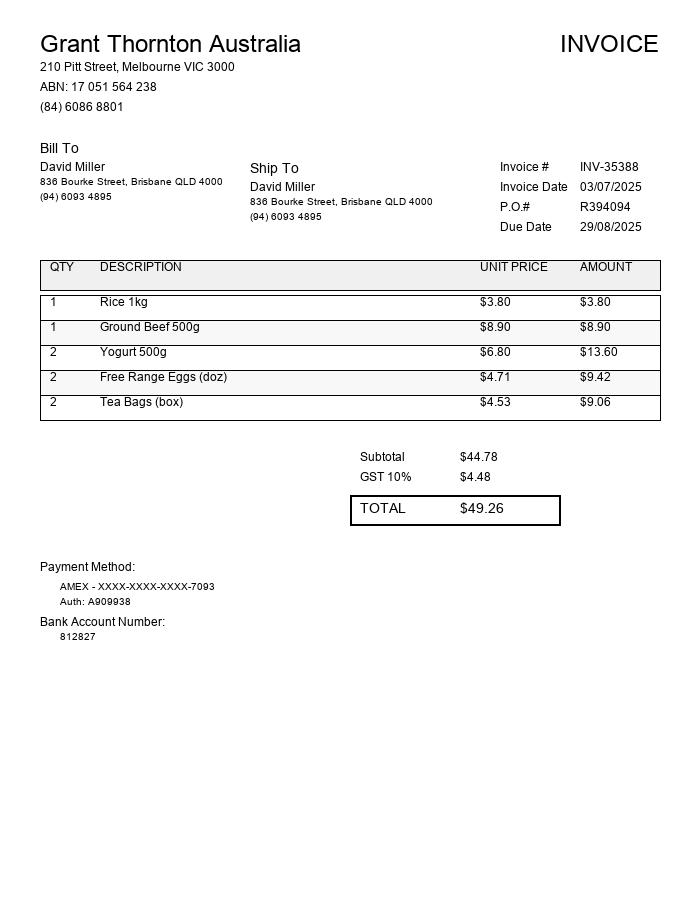 Grant Thornton Australia
INVOICE
210 Pitt Street, Melbourne VIC 3000
ABN: 17 051 564 238
(84) 6086 8801
Bill To
David Miller
836 Bourke Street, Brisbane QLD 4000
(94) 6093 4895
Ship To
David Miller
836 Bourke Street, Brisbane QLD 4000
(94) 6093 4895
Invoice # INV-35388
Invoice Date 03/07/2025
P.O.# R394094
Due Date 29/08/2025
QTY DESCRIPTION UNIT PRICE AMOUNT
1 Rice 1kg $3.80 $3.80
1 Ground Beef 500g $8.90 $8.90
2 Yogurt 500g $6.80 $13.60
2 Free Range Eggs (doz) $4.71 $9.42
2 Tea Bags (box) $4.53 $9.06
Subtotal $44.78
GST 10% $4.48
TOTAL $49.26
Payment Method:
AMEX - XXXX-XXXX-XXXX-7093
Auth: A909938
Bank Account Number:
812827